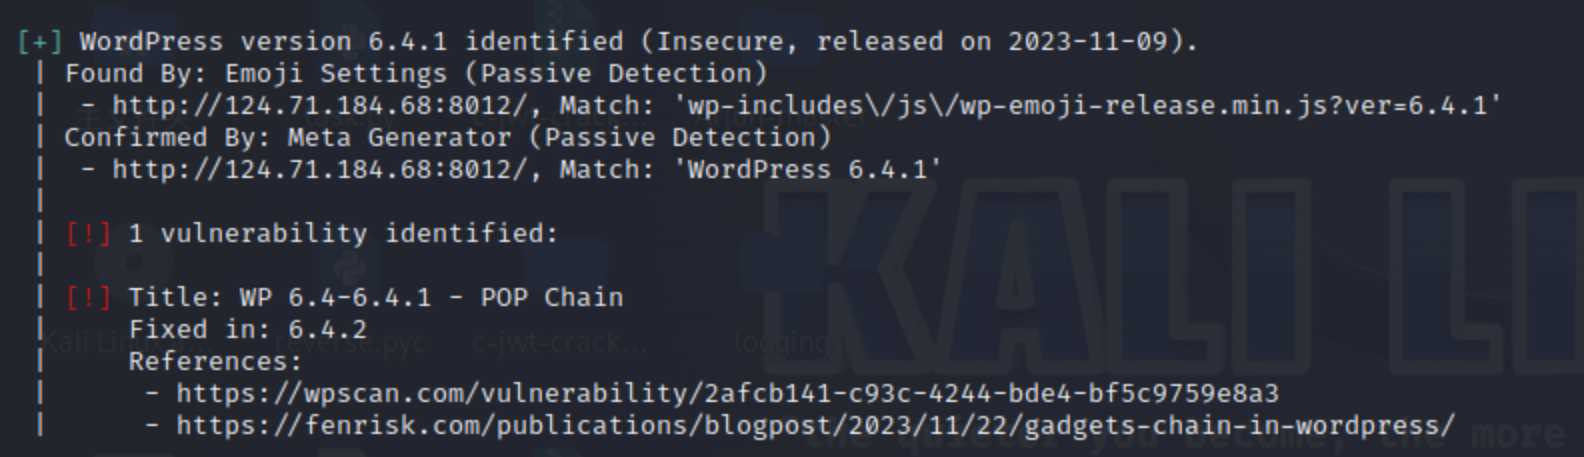 [+] WordPress version 6.4.1 identified (Insecure, released on 2023-11-09).
| Found By: Emoji Settings (Passive Detection)
|  - http://124.71.184.68:8012/, Match: 'wp-includes\/js\/wp-emoji-release.min.js?ver=6.4.1'
| Confirmed By: Meta Generator (Passive Detection)
|  - http://124.71.184.68:8012/, Match: 'WordPress 6.4.1'
|
| [!] 1 vulnerability identified:
|
| [!] Title: WP 6.4-6.4.1 - POP Chain
|     Fixed in: 6.4.2
|     References:
|      - https://wpscan.com/vulnerability/2afcb141-c93c-4244-bde4-bf5c9759e8a3
|      - https://fenrisk.com/publications/blogpost/2023/11/22/gadgets-chain-in-wordpress/
KALI LI
Kali Linux
reverse.pyc
c-jwt-crack...
logging
the quieter you become, the more